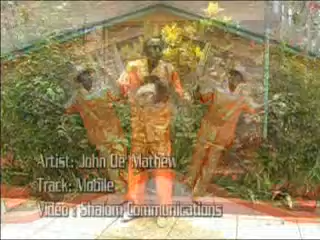 Artist: John De' Mathew
Track: Mobile
Video : Shalom Communications